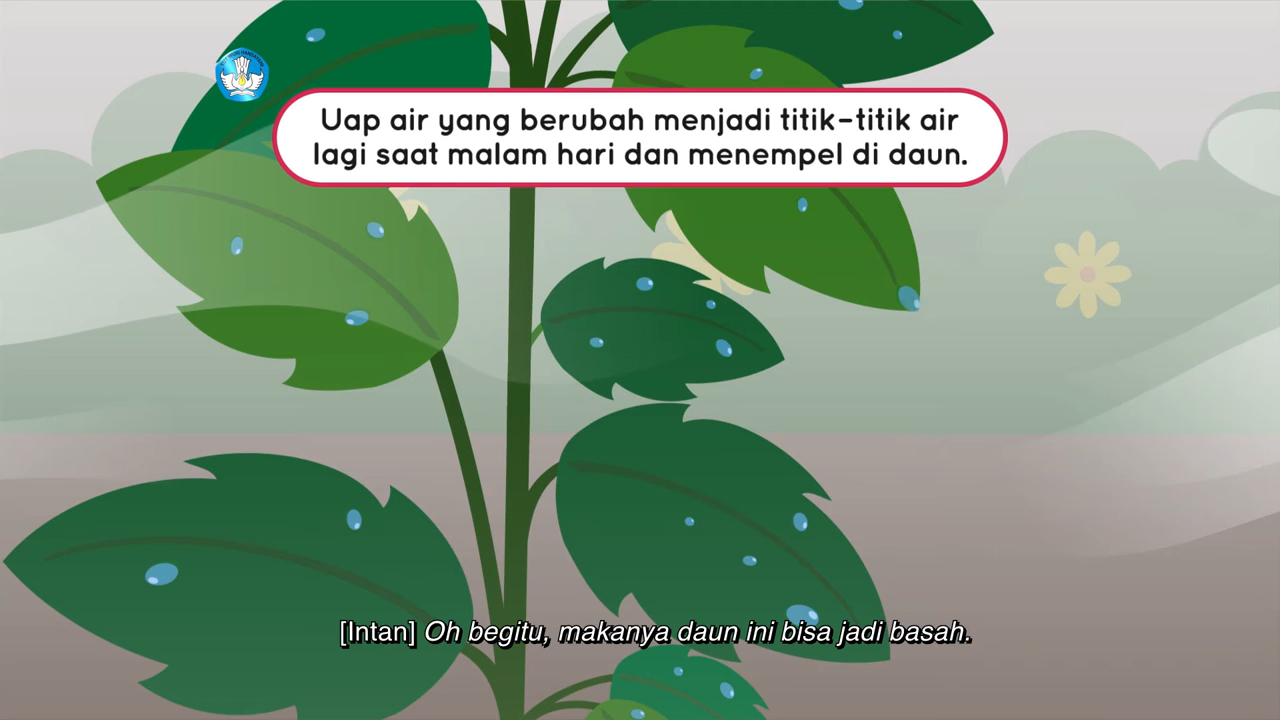 Uap air yang berubah menjadi titik-titik air
lagi saat malam hari dan menempel di daun.
[Intan] Oh begitu, makanya daun ini bisa jadi basah.